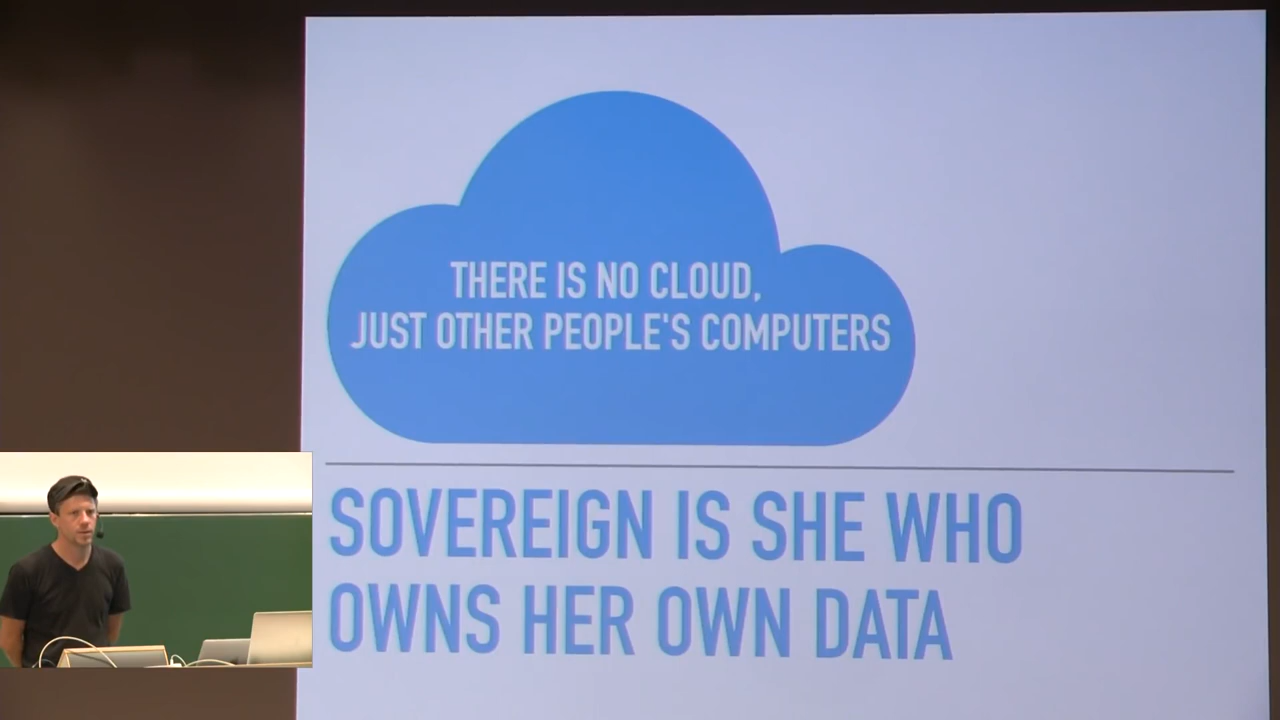 THERE IS NO CLOUD,
JUST OTHER PEOPLE'S COMPUTERS
SOVEREIGN IS SHE WHO
OWNS HER OWN DATA